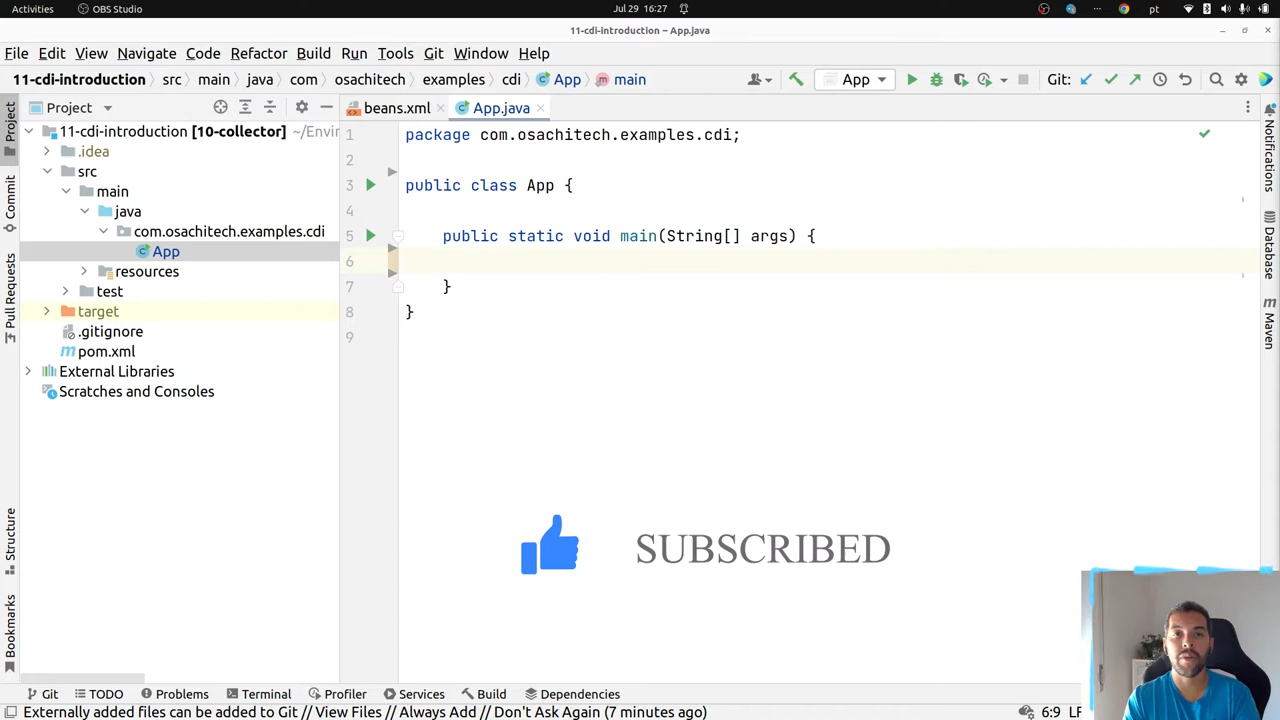 Activities
OBS Studio
Jul 29 16:27
pt
11-cdi-introduction – App.java
File Edit View Navigate Code Refactor Build Run Tools Git Window Help
11-cdi-introduction src main java com osachitech examples cdi App main
App
Git:
Project
beans.xml
App.java
11-cdi-introduction [10-collector] ~/Envir
.idea
src
main
java
com.osachitech.examples.cdi
App
resources
test
target
.gitignore
pom.xml
External Libraries
Scratches and Consoles
1 package com.osachitech.examples.cdi;
2
3 public class App {
4
5 public static void main(String[] args) {
6
7 }
8 }
9
Project
Commit
Pull Requests
Structure
Bookmarks
Notifications
Database
Maven
SUBSCRIBED
Git TODO Problems Terminal Profiler Services Build Dependencies
Externally added files can be added to Git // View Files // Always Add // Don't Ask Again (7 minutes ago)
6:9 LF